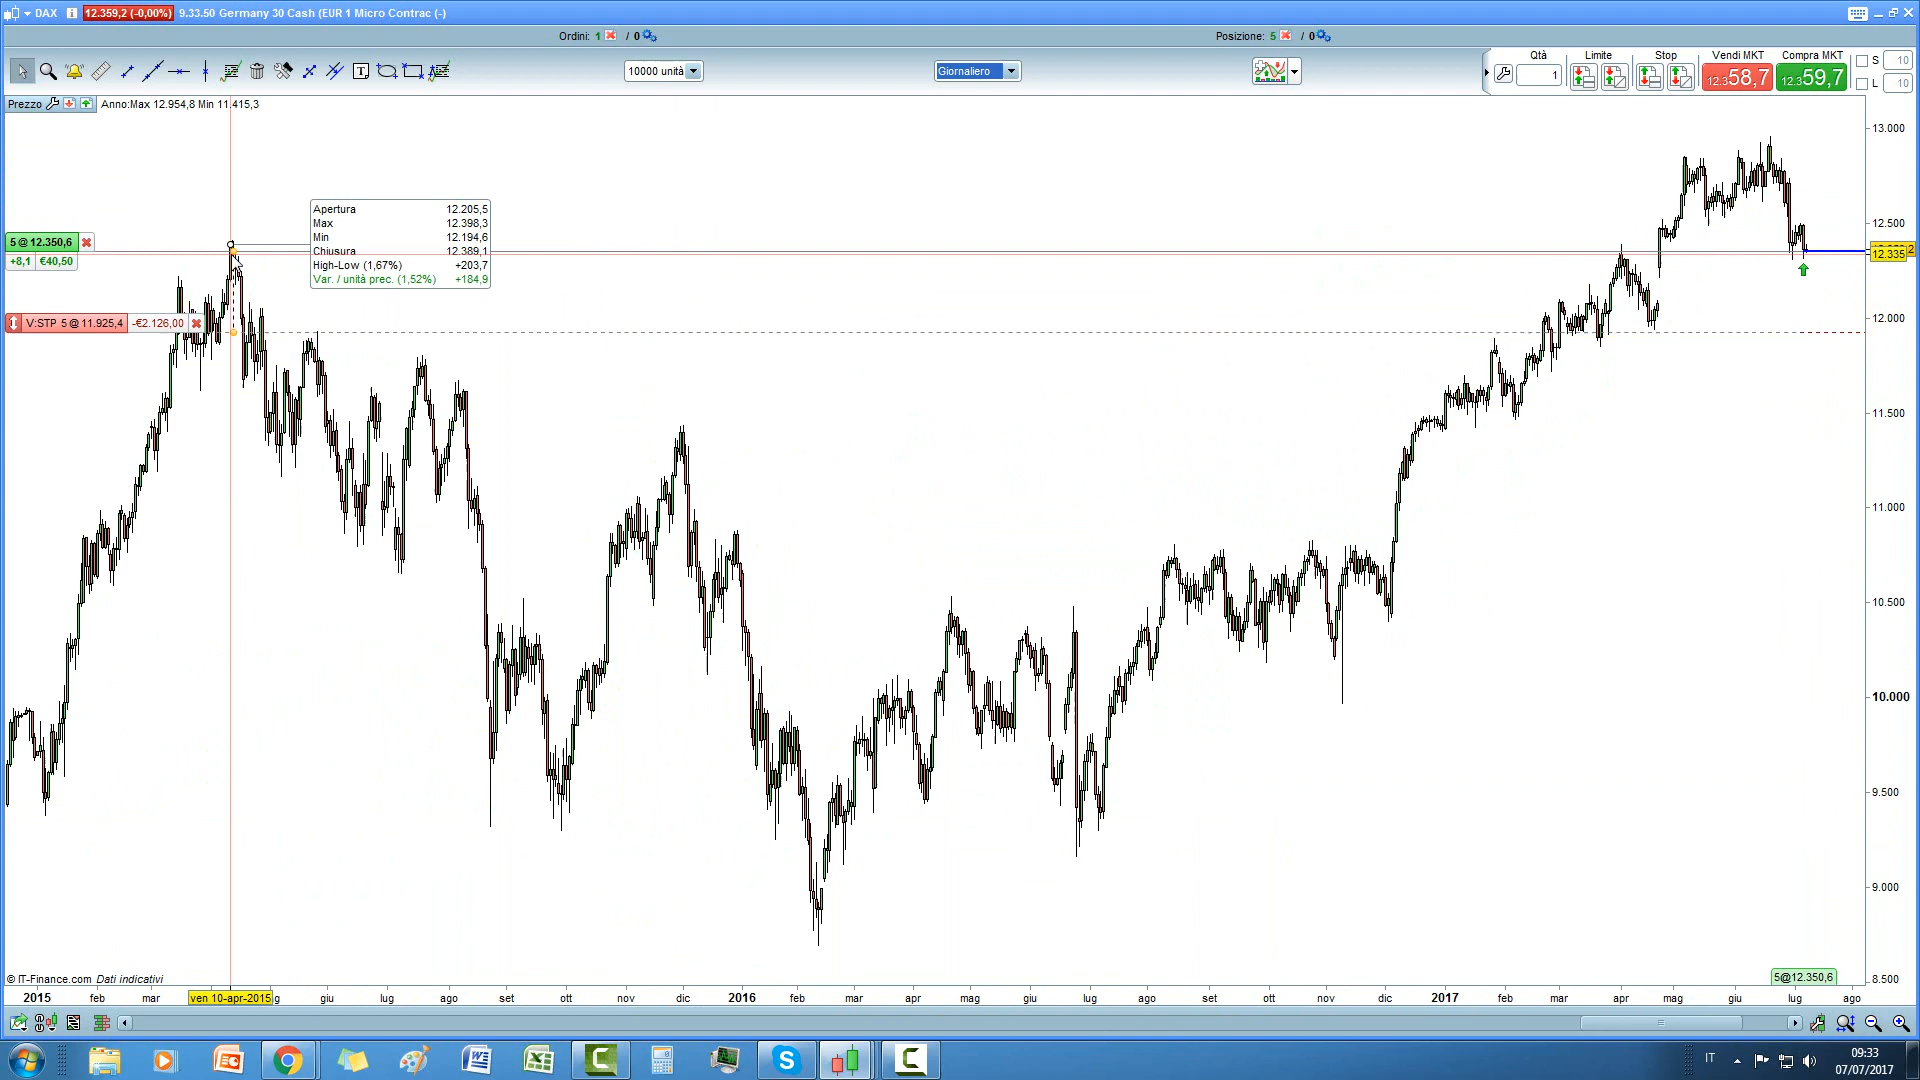 DAX 12.359,2 (-0,00%) 9.33.50 Germany 30 Cash (EUR 1 Micro Contrac (-)
Ordini: 1 / 0 Posizione: 5 / 0
10000 unità Giornaliero
Qtà Limite Stop Vendi MKT Compra MKT S 10
1 12.358,7 12.359,7 L 10
Prezzo Anno:Max 12.954,8 Min 11.415,3
13.000
Apertura 12.205,5
Max 12.398,3
Min 12.194,6
Chiusura 12.389,1
High-Low (1,67%) +203,7
Var. / unità prec. (1,52%) +184,9
12.500
5 @ 12.350,6
+8,1 €40,50
12.335
12.000
V:STP 5 @ 11.925,4 -€2.126,00
11.500
11.000
10.500
10.000
9.500
9.000
8.500
© IT-Finance.com Dati indicativi
5@12.350,6
2015 feb mar ven 10-apr-2015 g giu lug ago set ott nov dic 2016 feb mar apr mag giu lug ago set ott nov dic 2017 feb mar apr mag giu lug ago
IT 09:33
07/07/2017